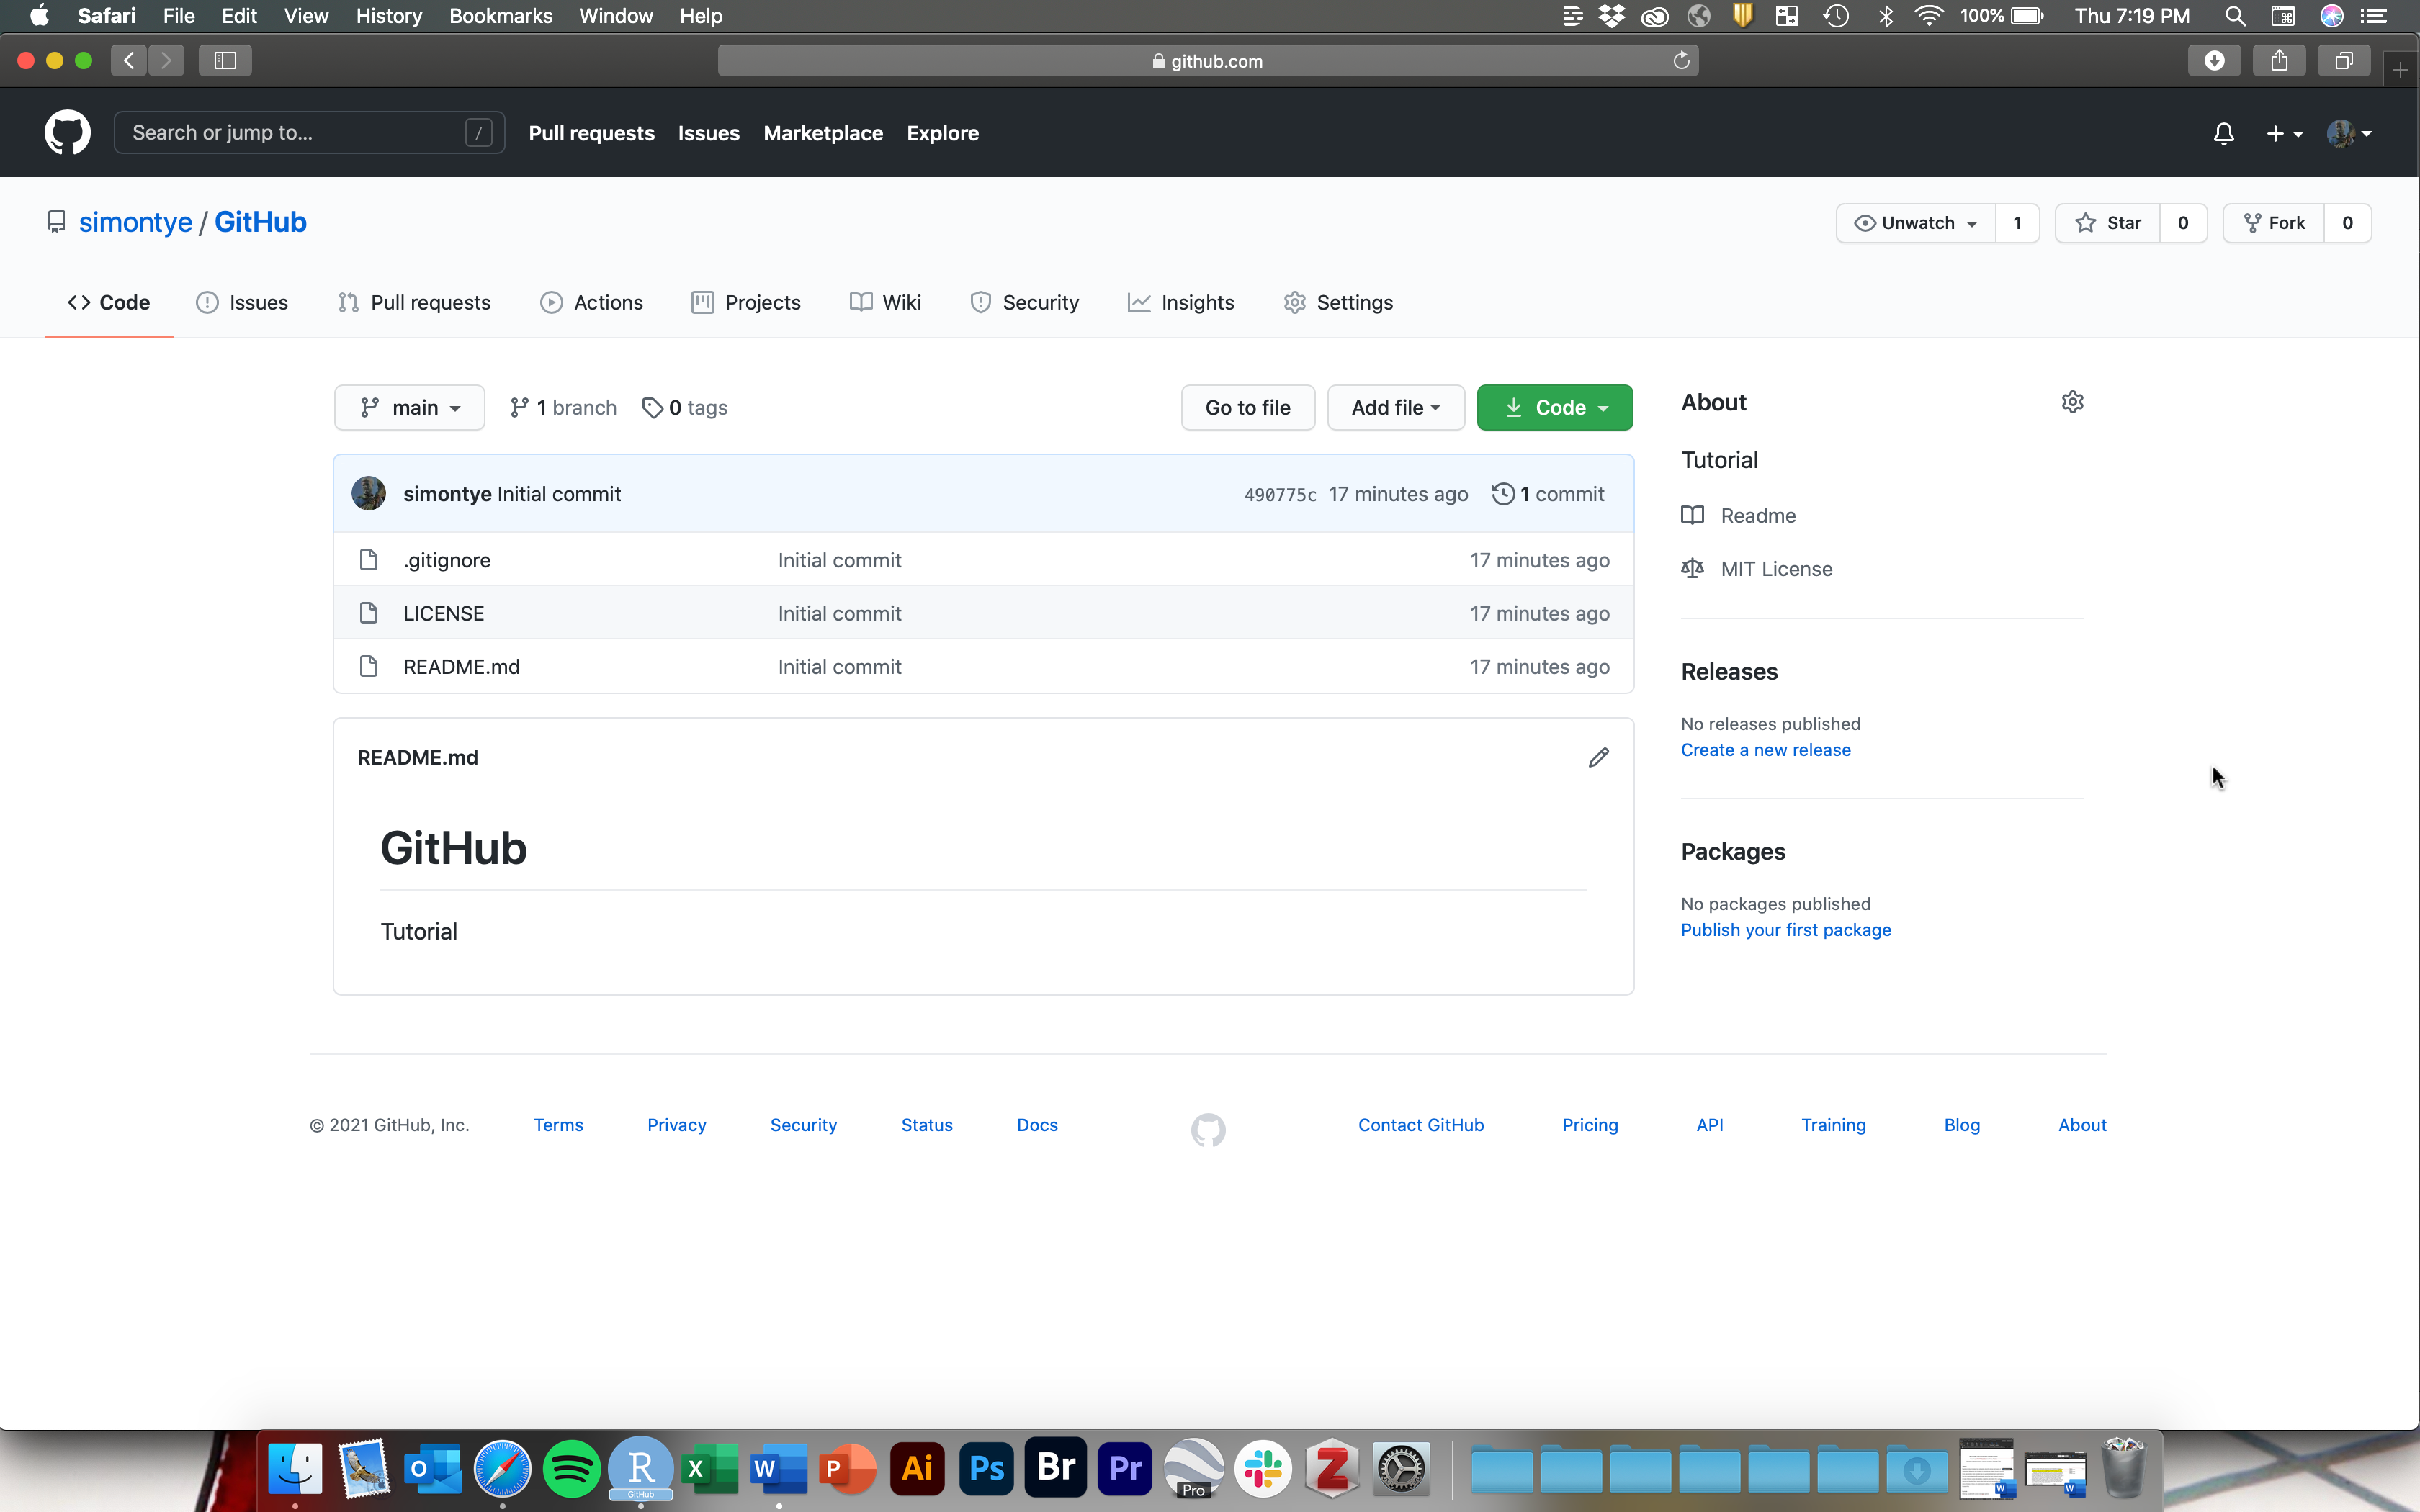 Safari File Edit View History Bookmarks Window Help 100% Thu 7:19 PM
github.com
Search or jump to... / Pull requests Issues Marketplace Explore
simontye / GitHub Unwatch 1 Star 0 Fork 0
Code Issues Pull requests Actions Projects Wiki Security Insights Settings
main 1 branch 0 tags Go to file Add file Code
simontye Initial commit 490775c 17 minutes ago 1 commit
.gitignore Initial commit 17 minutes ago
LICENSE Initial commit 17 minutes ago
README.md Initial commit 17 minutes ago
README.md
GitHub
Tutorial
About
Tutorial
Readme
MIT License
Releases
No releases published
Create a new release
Packages
No packages published
Publish your first package
© 2021 GitHub, Inc. Terms Privacy Security Status Docs Contact GitHub Pricing API Training Blog About
O R X W P Ai Ps Br Pr Z
GitHub Pro W W